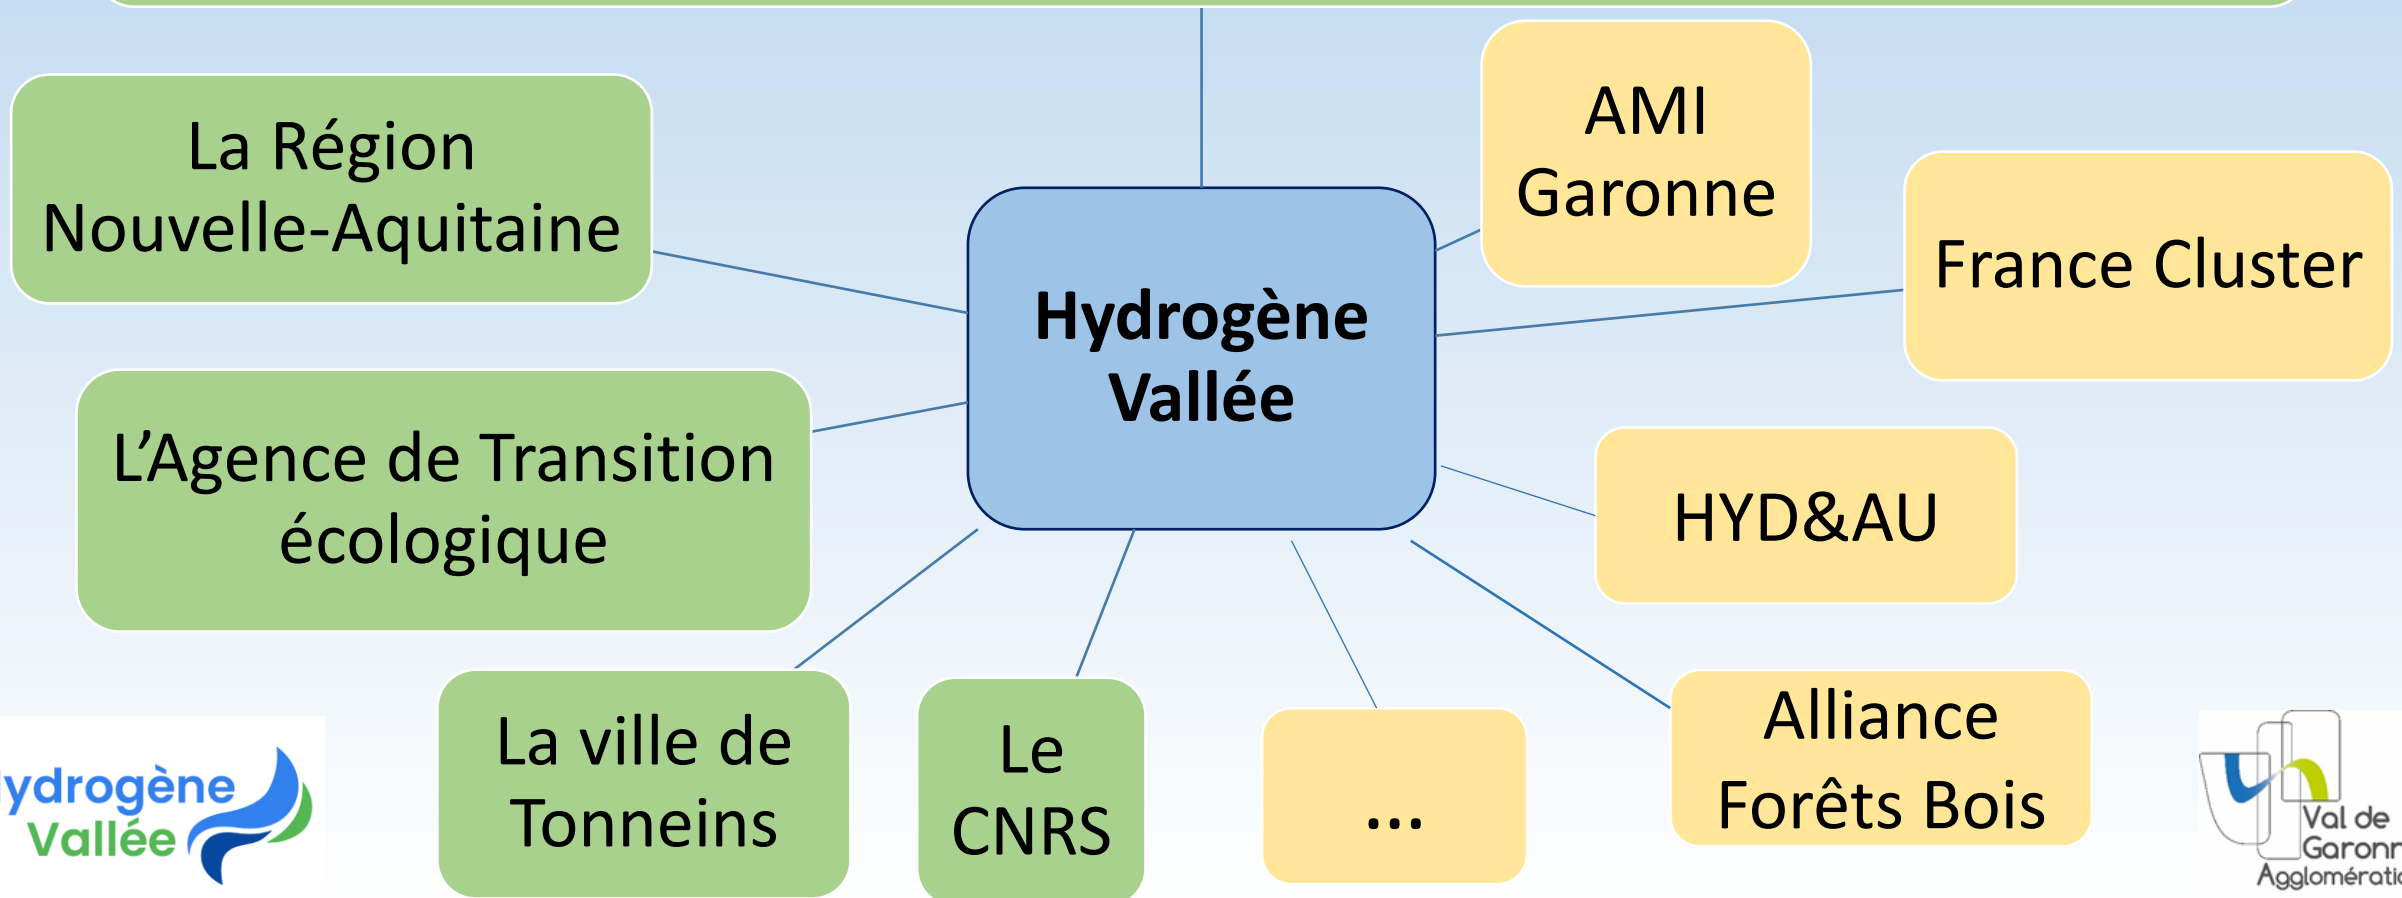 AMI
Garonne
La Région
Nouvelle-Aquitaine
France Cluster
Hydrogène
Vallée
L’Agence de Transition
écologique
HYD&AU
La ville de
Tonneins
Le
CNRS
...
Alliance
Forêts Bois
ydrogène
Vallée
Val de
Garonn
Agglomératio